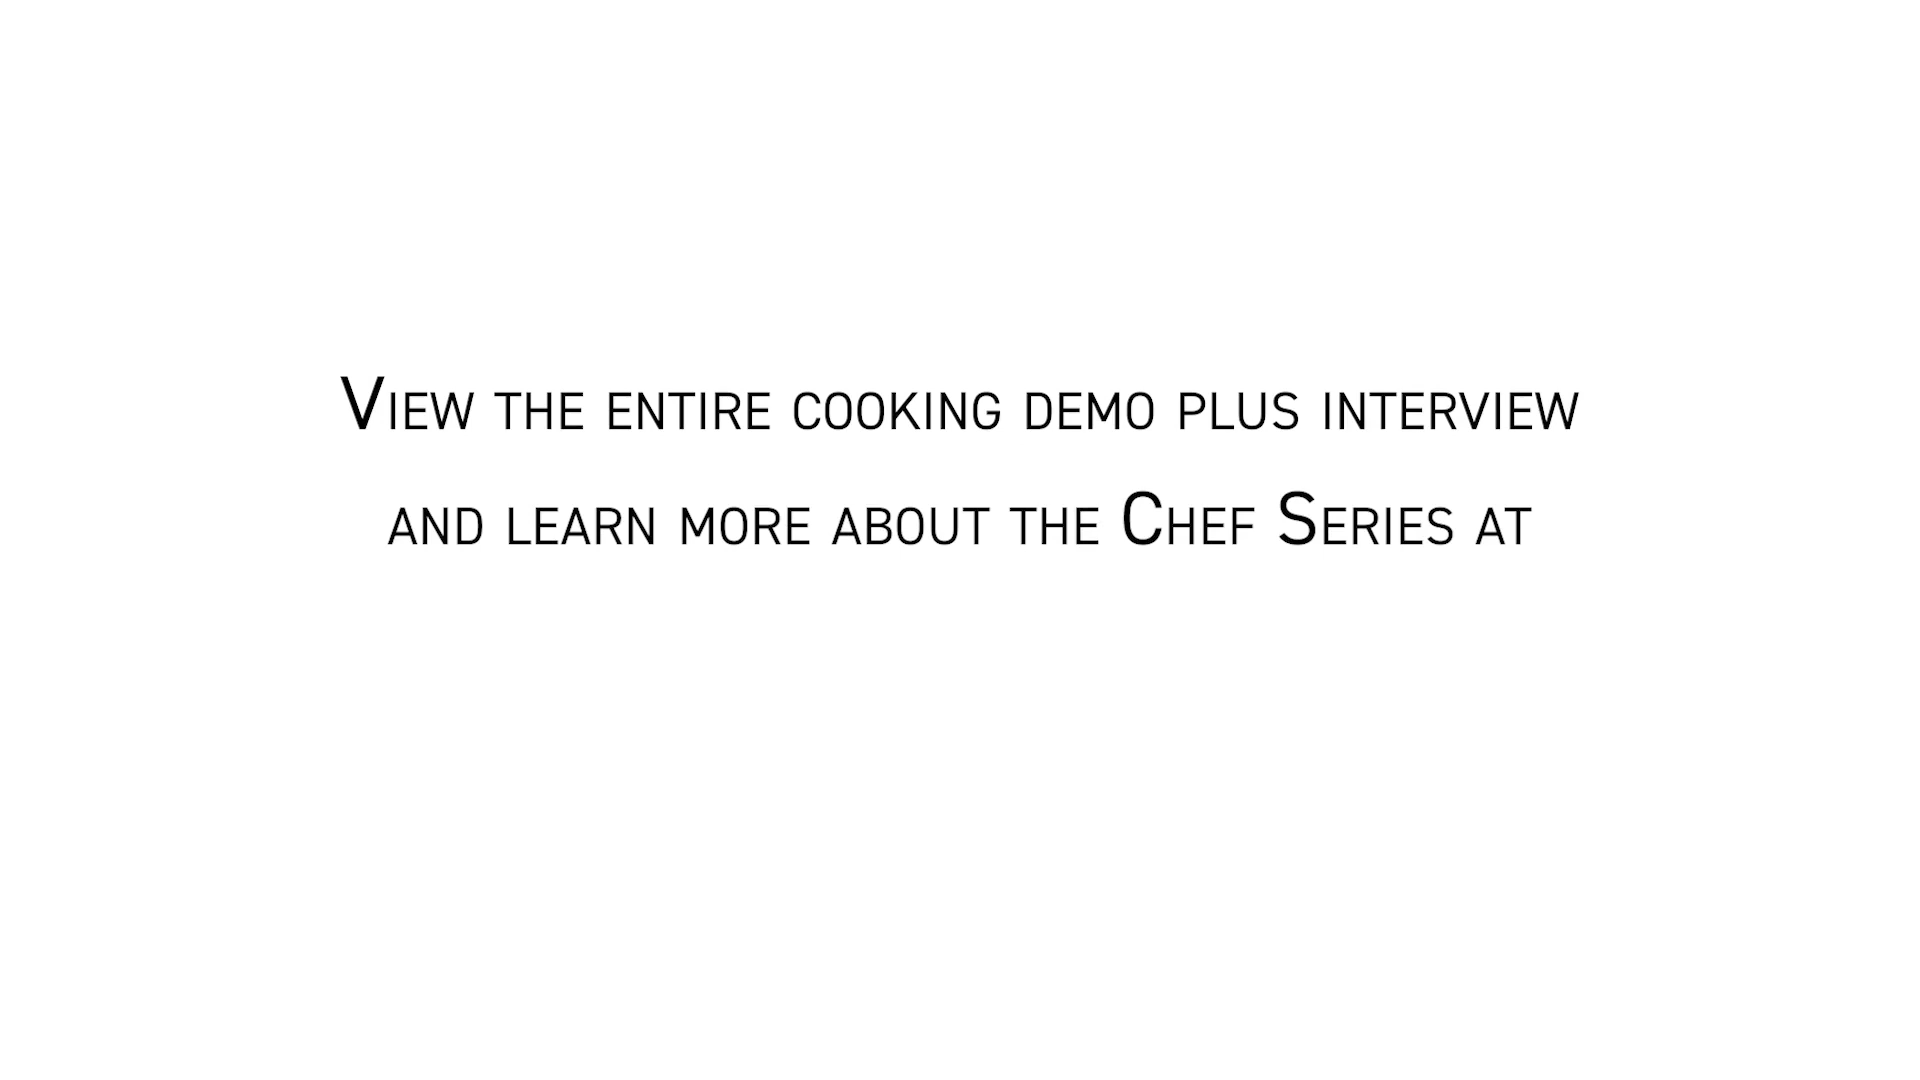 View the entire cooking demo plus interview
and learn more about the Chef Series at